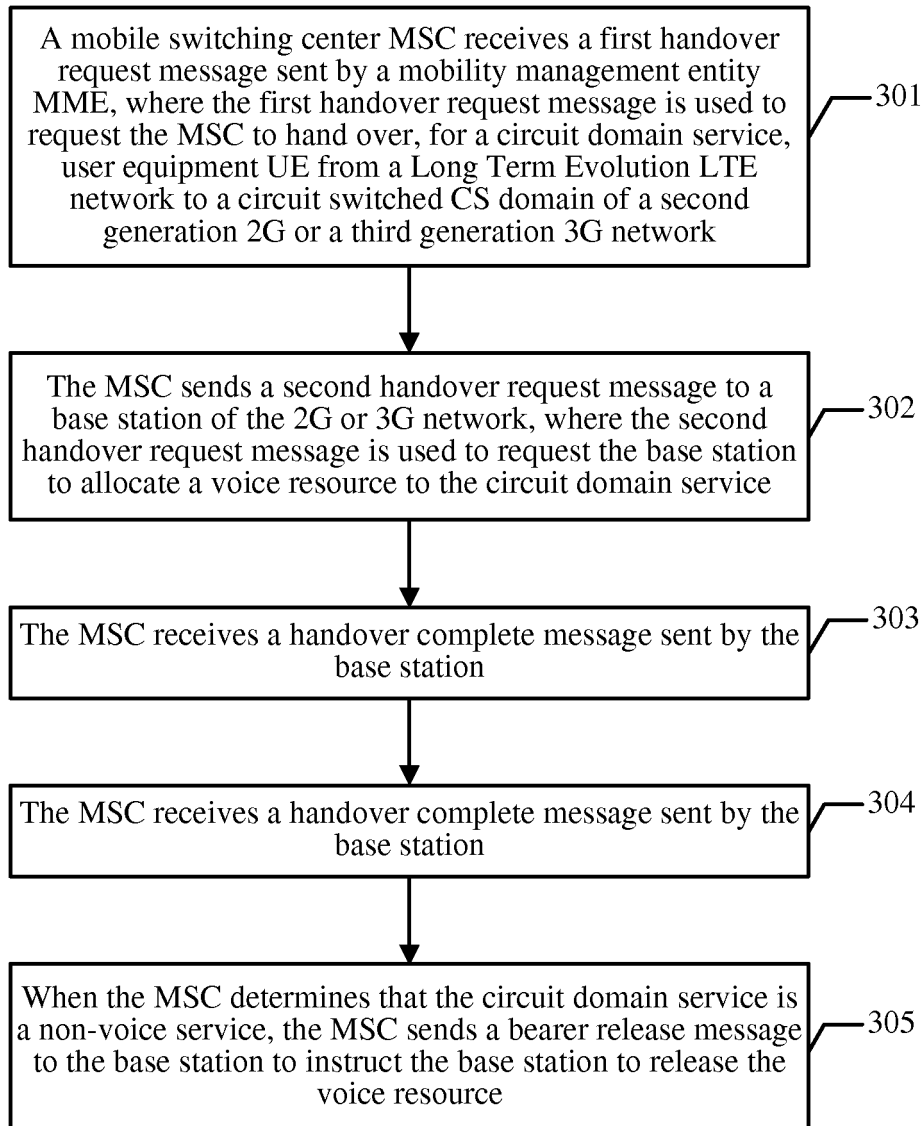 A mobile switching center MSC receives a first handover
request message sent by a mobility management entity
MME, where the first handover request message is used to
request the MSC to hand over, for a circuit domain service,
user equipment UE from a Long Term Evolution LTE
network to a circuit switched CS domain of a second
generation 2G or a third generation 3G network
301
The MSC sends a second handover request message to a
base station of the 2G or 3G network, where the second
handover request message is used to request the base station
to allocate a voice resource to the circuit domain service
302
The MSC receives a handover complete message sent by the
base station
303
The MSC receives a handover complete message sent by the
base station
304
When the MSC determines that the circuit domain service is
a non-voice service, the MSC sends a bearer release message
to the base station to instruct the base station to release the
voice resource
305